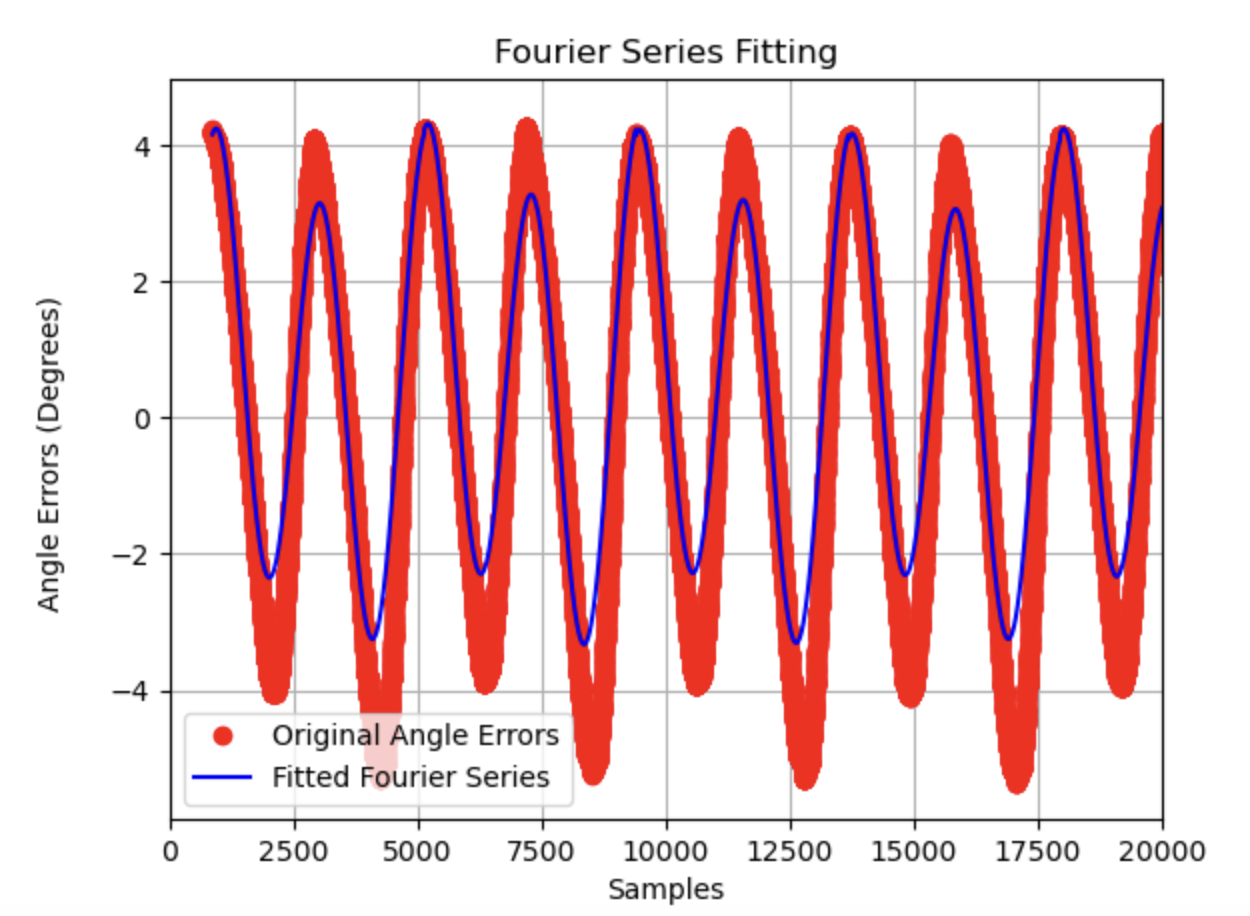 Fourier Series Fitting
Angle Errors (Degrees)
4
2
0
−2
−4
Original Angle Errors
Fitted Fourier Series
0 2500 5000 7500 10000 12500 15000 17500 20000
Samples